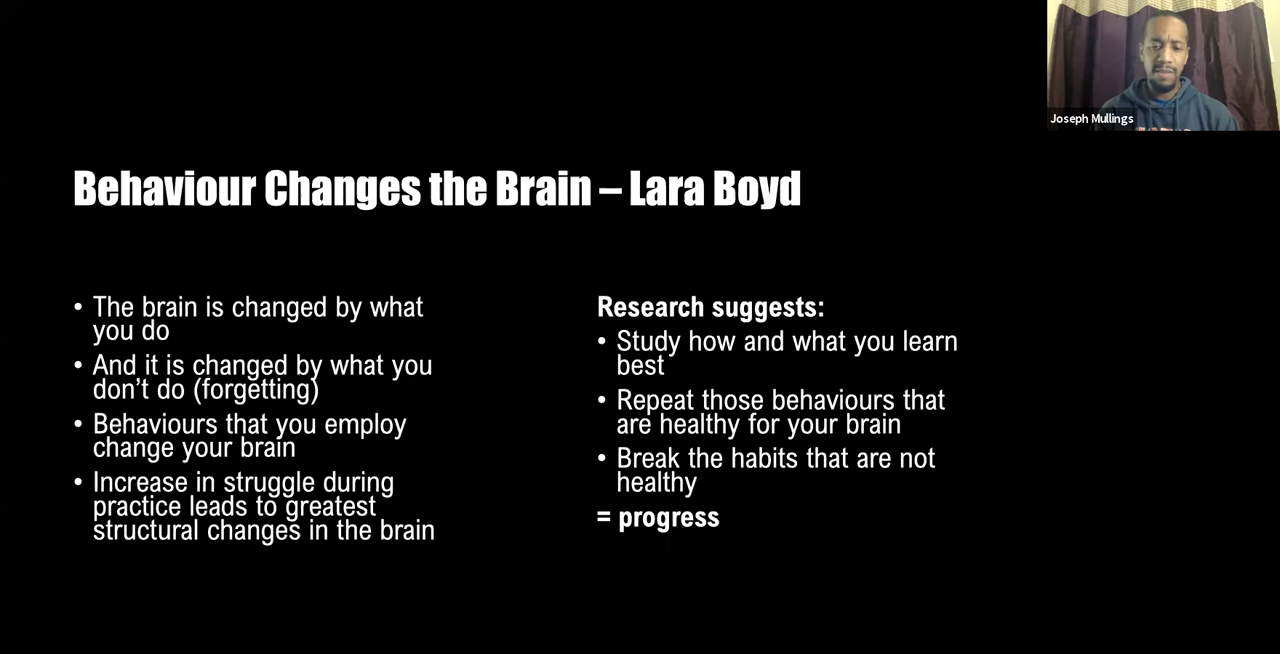 Joseph Mullings
Behaviour Changes the Brain – Lara Boyd
• The brain is changed by what
you do
• And it is changed by what you
don't do (forgetting)
• Behaviours that you employ
change your brain
• Increase in struggle during
practice leads to greatest
structural changes in the brain
Research suggests:
• Study how and what you learn
best
• Repeat those behaviours that
are healthy for your brain
• Break the habits that are not
healthy
= progress